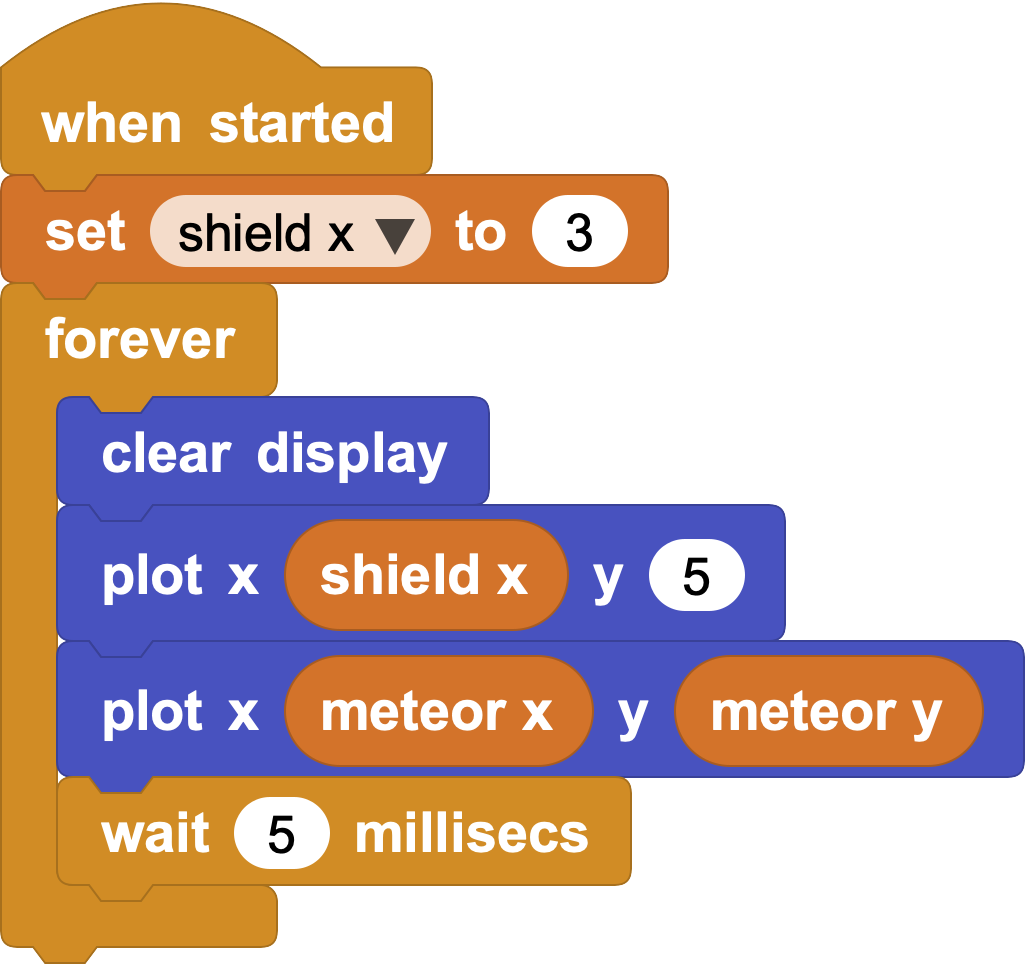 when started
set shield x ▼ to 3
forever
clear display
plot x shield x y 5
plot x meteor x y meteor y
wait 5 millisecs